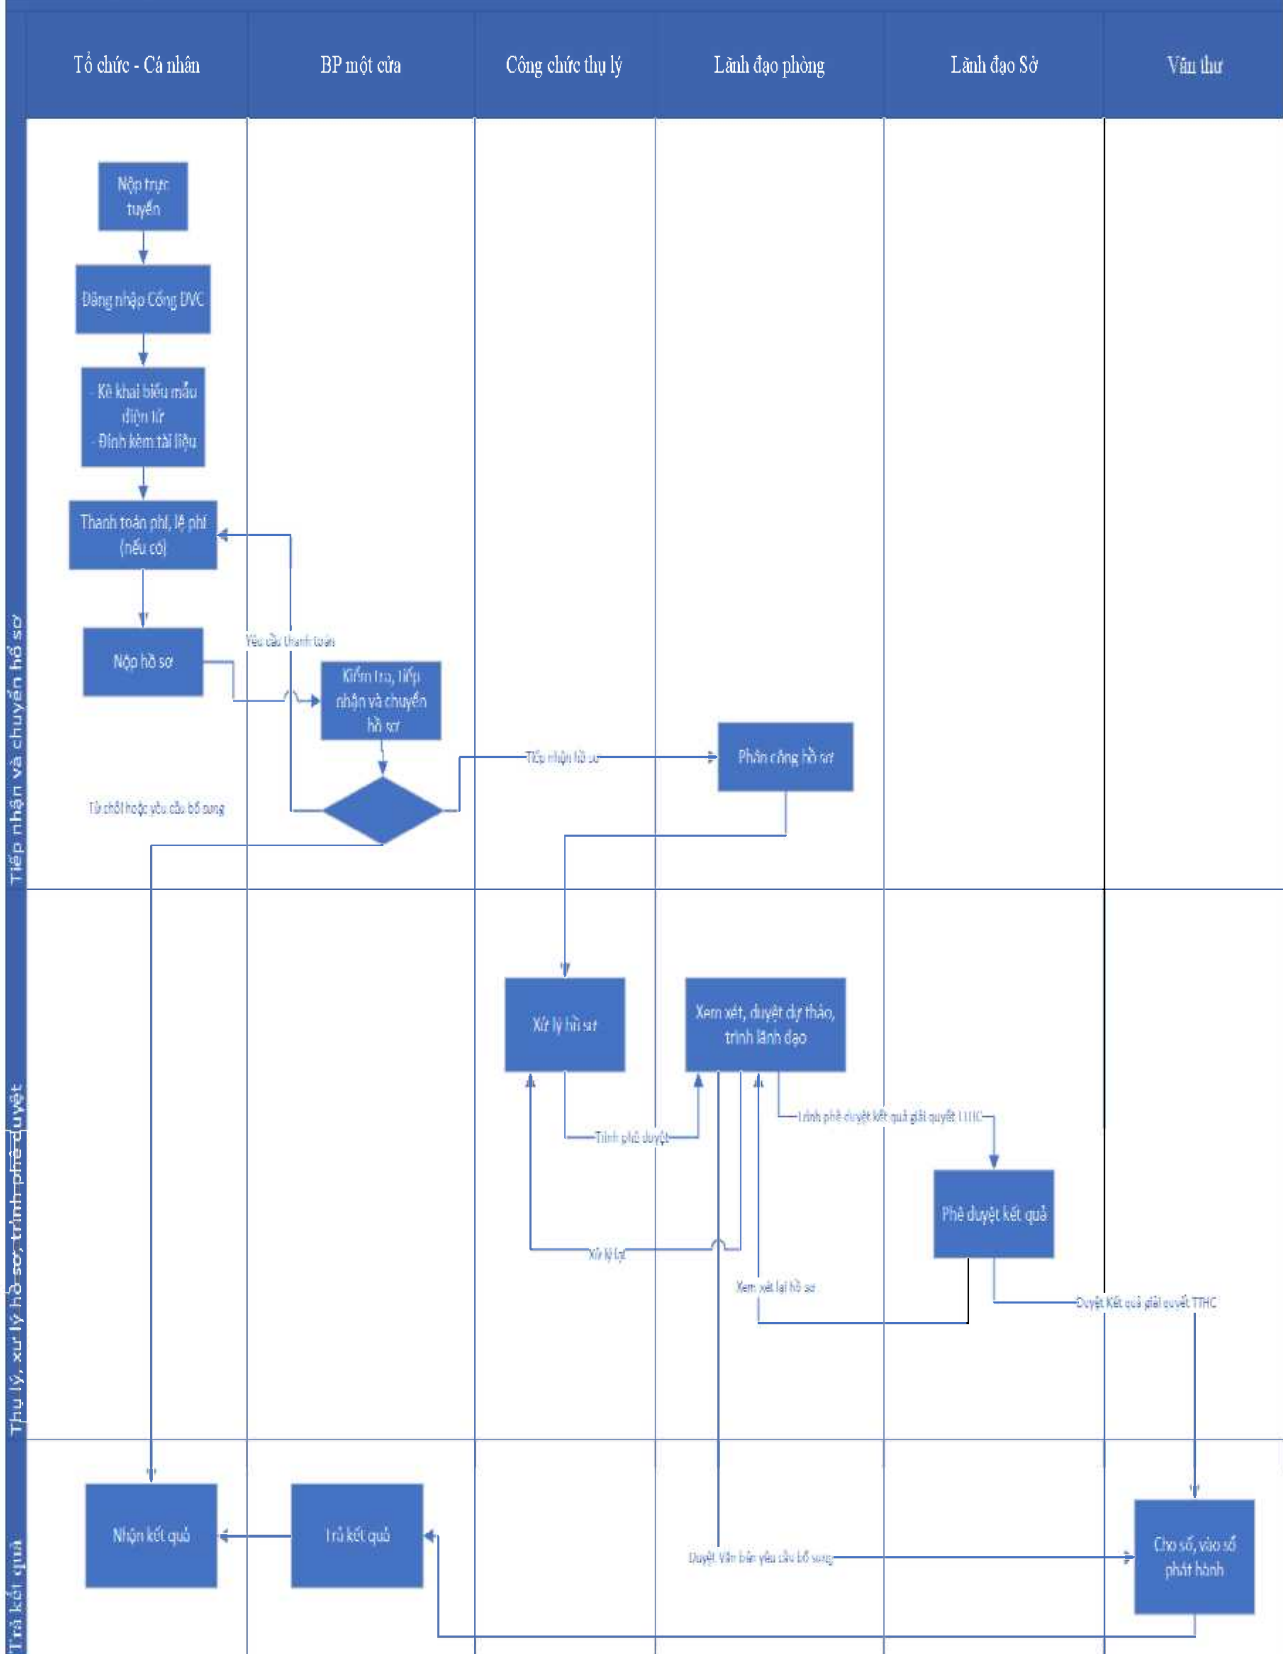 Tổ chức - Cá nhân
BP một cửa
Công chức thụ lý
Lãnh đạo phòng
Lãnh đạo Sở
Văn thư
Tiếp nhận và chuyển hồ sơ
Nộp trực
tuyến
Đăng nhập Cổng DVC
- Kê khai biểu mẫu
điện tử
- Đính kèm tài liệu
Thanh toán phí, lệ phí
(nếu có)
Yêu cầu thanh toán
Nộp hồ sơ
Kiểm tra, tiếp
nhận và chuyển
hồ sơ
Tiếp nhận hồ sơ
Phân công hồ sơ
Từ chối hoặc yêu cầu bổ sung
Thụ lý, xử lý hồ sơ, trình phê duyệt
Xử lý hồ sơ
Xem xét, duyệt dự thảo,
trình lãnh đạo
Trình phê duyệt kết quả giải quyết TTHC
Trình phê duyệt
Phê duyệt kết quả
Xử lý lại
Xem xét lại hồ sơ
Duyệt Kết quả giải quyết TTHC
Trả kết quả
Nhận kết quả
Trả kết quả
Duyệt Văn bản yêu cầu bổ sung
Cho số, vào sổ
phát hành